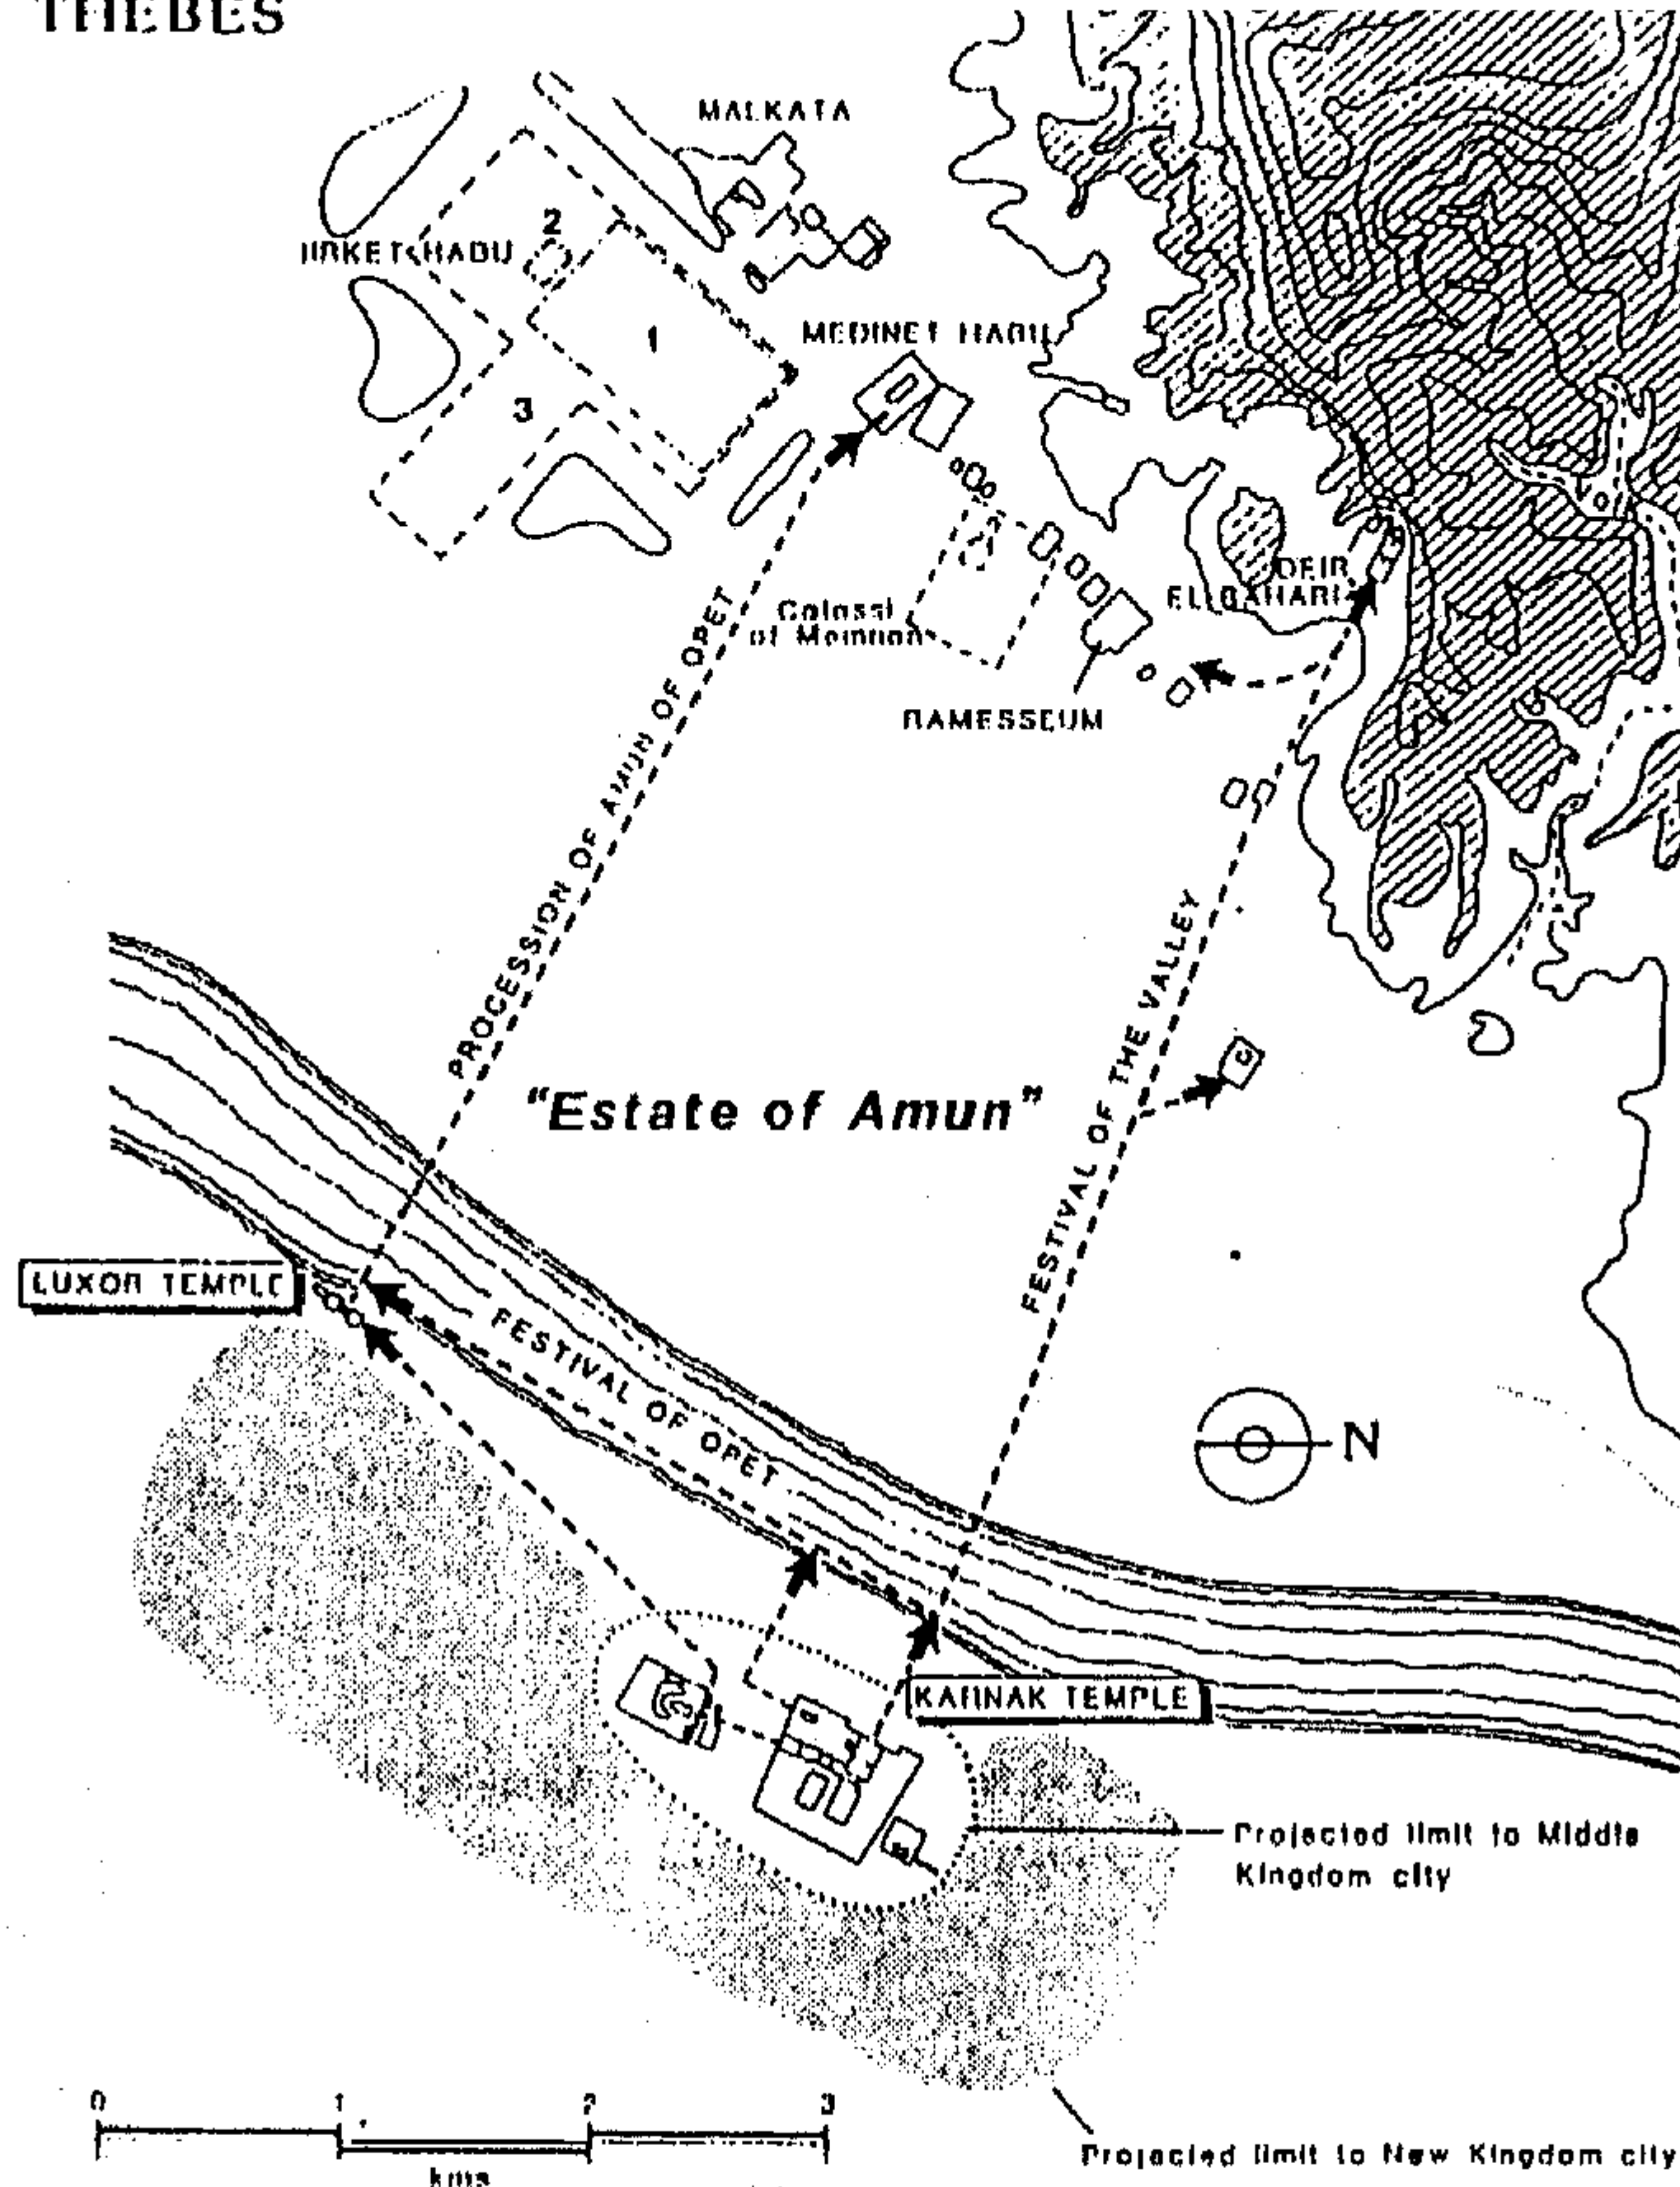 THEBES
MALKATA
2
BIRKET HABU
1
MEDINET HABU
3
DEIR
EL BAHARI
Colossi
of Memnon
RAMESSEUM
PROCESSION OF AMUN OF OPET
FESTIVAL OF THE VALLEY
"Estate of Amun"
LUXOR TEMPLE
FESTIVAL OF OPET
N
KARNAK TEMPLE
Projected limit to Middle
Kingdom city
0 1 2 3
kms
Projected limit to New Kingdom city